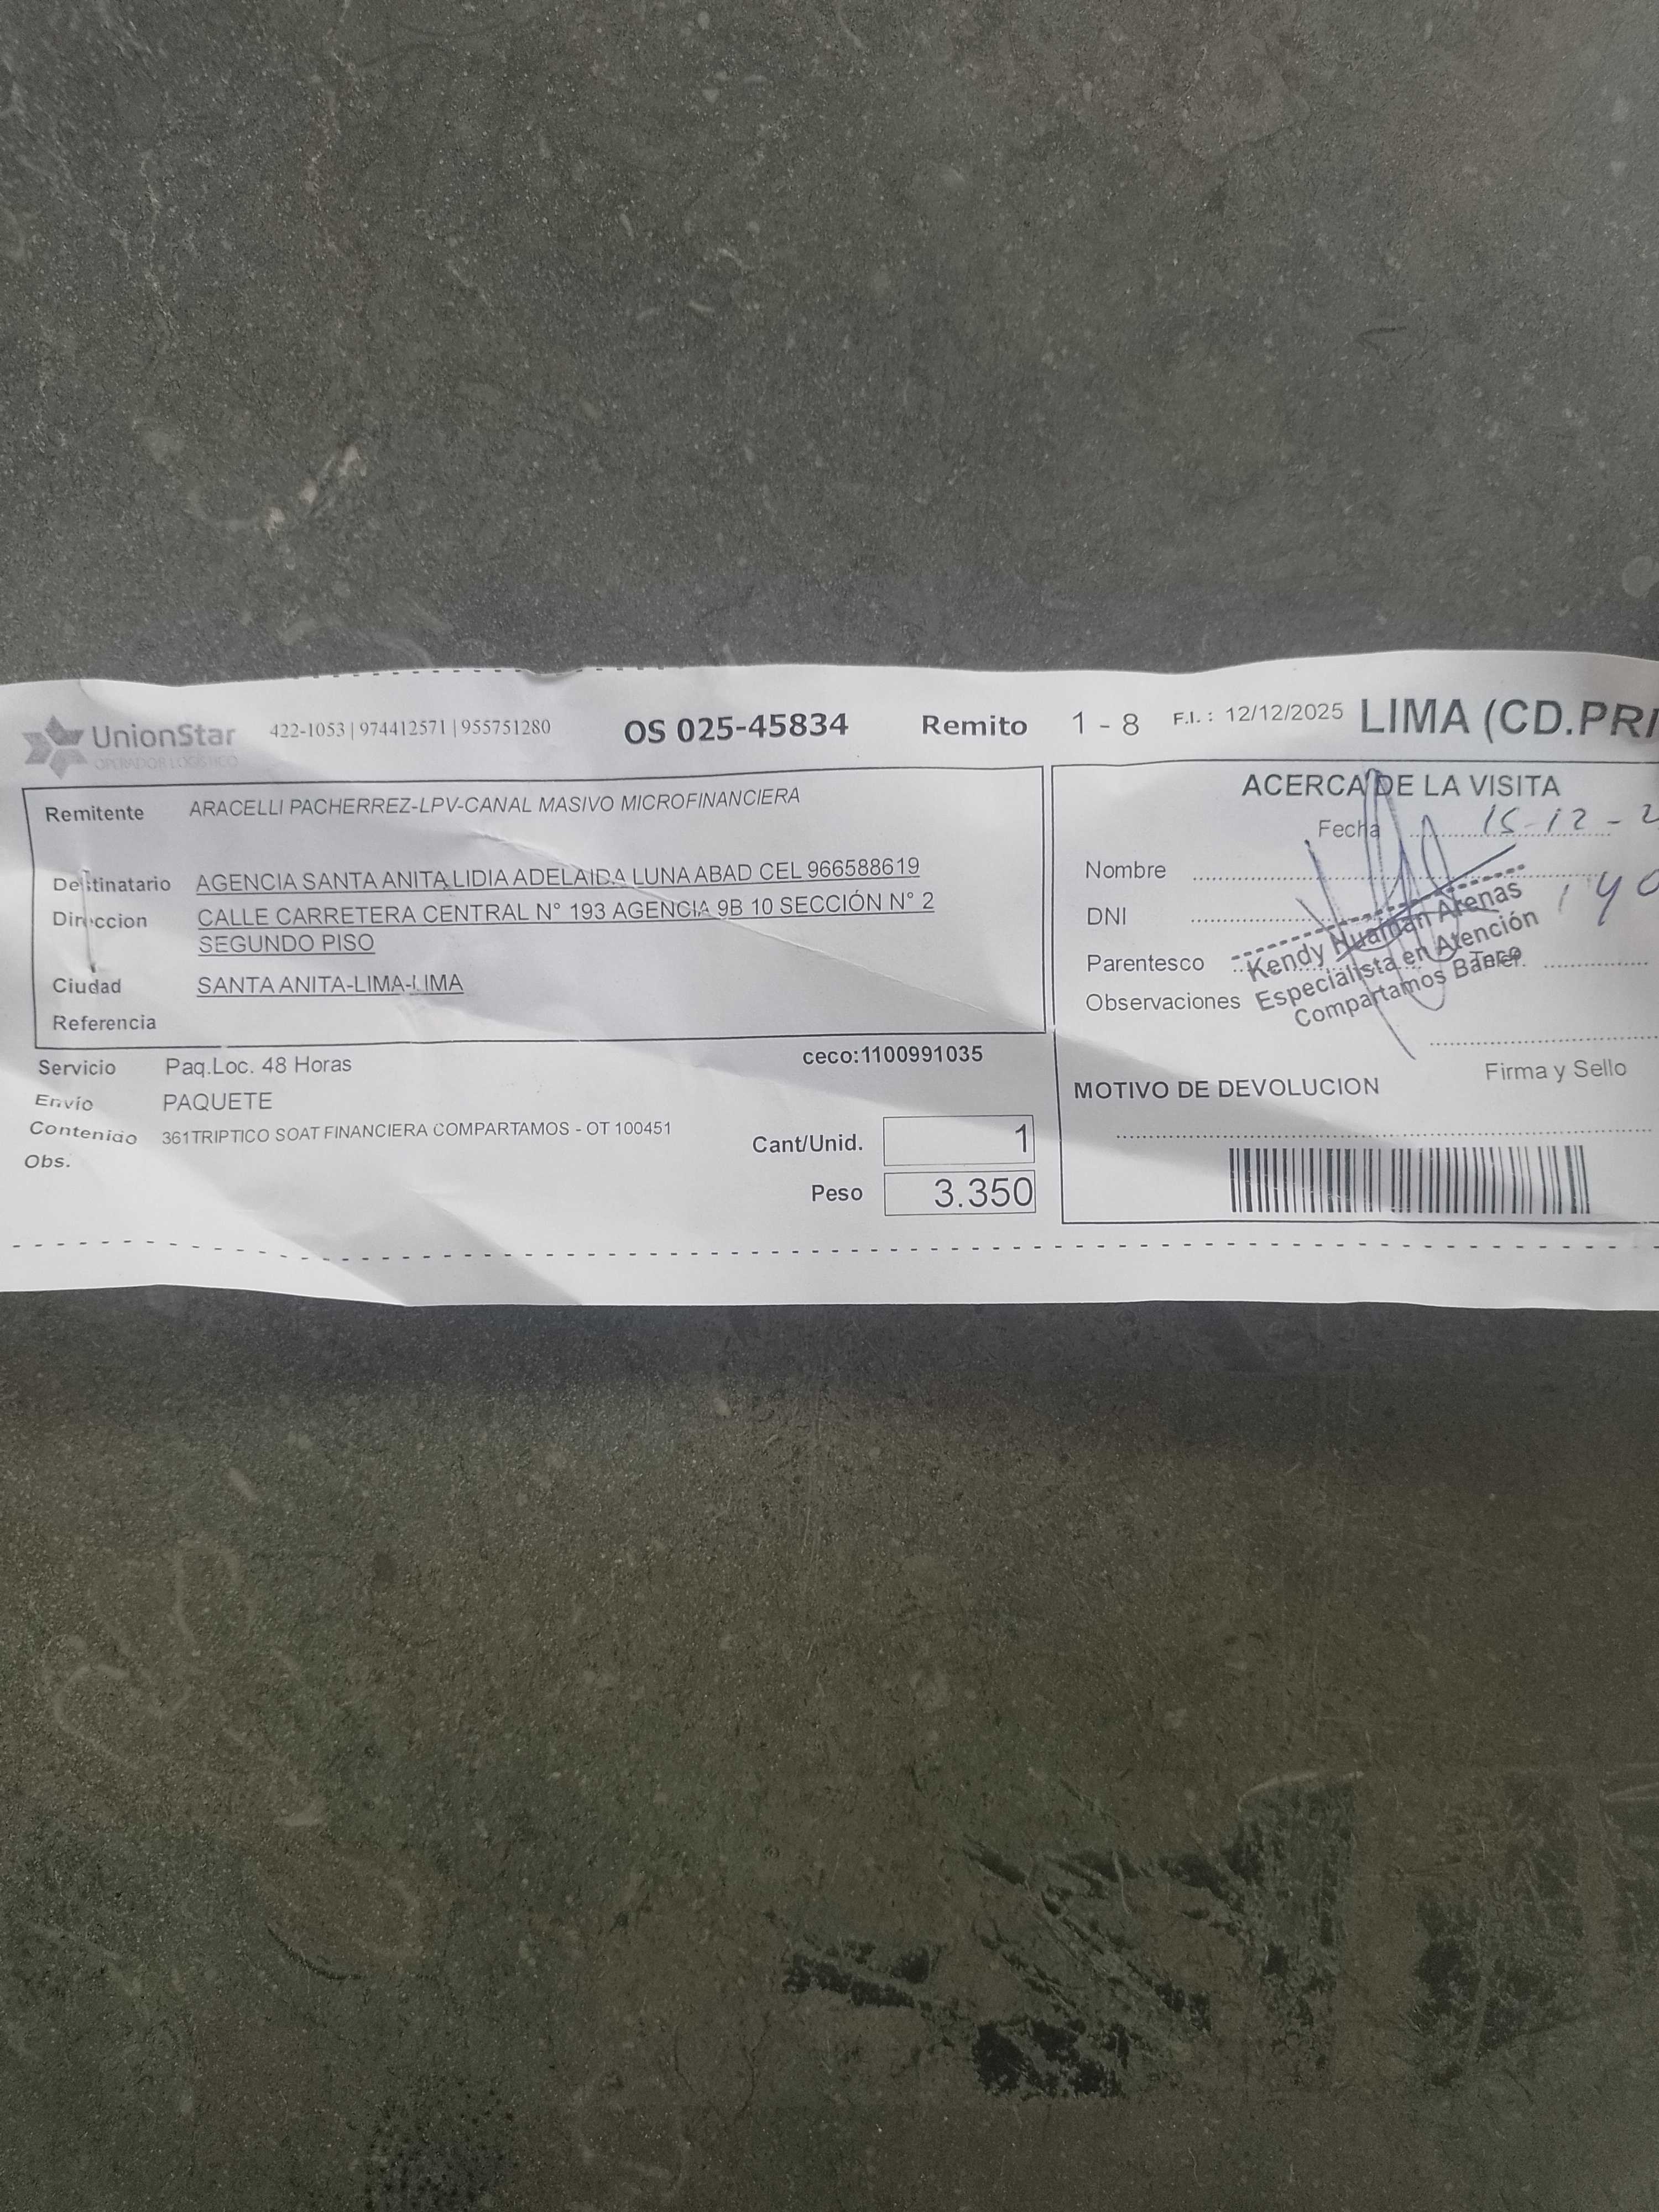 UnionStar 422-1053 | 974412571 | 955751280 OS 025-45834 Remito 1 - 8 F.I. : 12/12/2025 LIMA (CD.PRI
OPERADOR LOGÍSTICO
Remitente ARACELLI PACHERREZ-LPV-CANAL MASIVO MICROFINANCIERA
Destinatario AGENCIA SANTA ANITA LIDIA ADELAIDA LUNA ABAD CEL 966588619
Direccion CALLE CARRETERA CENTRAL N° 193 AGENCIA 9B 10 SECCIÓN N° 2
SEGUNDO PISO
Ciudad SANTA ANITA-LIMA-LIMA
Referencia
Servicio Paq.Loc. 48 Horas ceco:1100991035
Envío PAQUETE
Contenido 361TRIPTICO SOAT FINANCIERA COMPARTAMOS - OT 100451
Obs.
Cant/Unid. 1
Peso 3.350
ACERCA DE LA VISITA
Fecha 15-12-2
Nombre
DNI
Parentesco
Observaciones
Kendy Huamán Arenas
Especialista en Atención
Compartamos Banco
Firma y Sello
MOTIVO DE DEVOLUCION